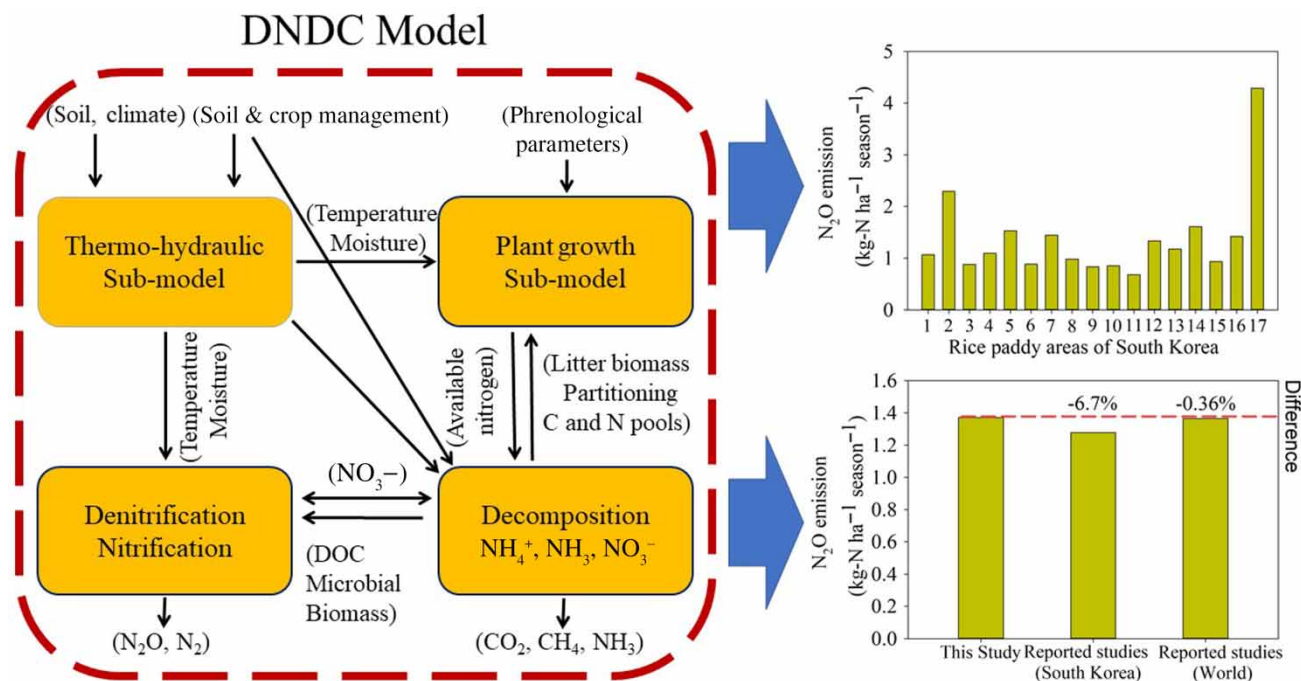 DNDC Model
(Soil, climate)
(Soil & crop management)
(Phrenological
parameters)
Thermo-hydraulic
Sub-model
(Temperature
Moisture)
Plant growth
Sub-model
(Temperature
Moisture)
(Available
nitrogen)
(Litter biomass
Partitioning
C and N pools)
Denitrification
Nitrification
(NO₃−)
(DOC
Microbial
Biomass)
Decomposition
NH₄⁺, NH₃, NO₃⁻
(N₂O, N₂)
(CO₂, CH₄, NH₃)
N₂O emission
(kg-N ha⁻¹ season⁻¹)
5
4
3
2
1
0
1 2 3 4 5 6 7 8 9 10 11 12 13 14 15 16 17
Rice paddy areas of South Korea
N₂O emission
(kg-N ha⁻¹ season⁻¹)
1.6
1.4
1.2
1.0
0.8
0.6
0.4
0.2
0.0
-6.7%
-0.36%
Difference
This Study
Reported studies
(South Korea)
Reported studies
(World)